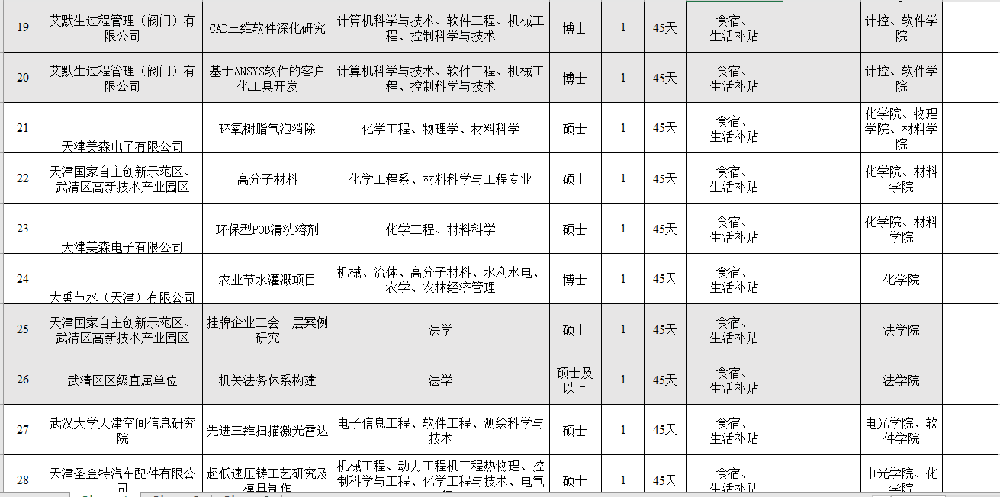 19 艾默生过程管理（阀门）有限公司 CAD三维软件深化研究 计算机科学与技术、软件工程、机械工程、控制科学与技术 博士 1 45天 食宿、生活补贴 计控、软件学院
20 艾默生过程管理（阀门）有限公司 基于ANSYS软件的客户化工具开发 计算机科学与技术、软件工程、机械工程、控制科学与技术 博士 1 45天 食宿、生活补贴 计控、软件学院
21 天津美森电子有限公司 环氧树脂气泡消除 化学工程、物理学、材料科学 硕士 1 45天 食宿、生活补贴 化学院、物理学院、材料学院
22 天津国家自主创新示范区、武清区高新技术产业园区 高分子材料 化学工程系、材料科学与工程专业 硕士 1 45天 食宿、生活补贴 化学院、材料学院
23 天津美森电子有限公司 环保型POB清洗溶剂 化学工程、材料科学 硕士 1 45天 食宿、生活补贴 化学院、材料学院
24 大禹节水（天津）有限公司 农业节水灌溉项目 机械、流体、高分子材料、水利水电、农学、农林经济管理 博士 1 45天 食宿、生活补贴 化学院
25 天津国家自主创新示范区、武清区高新技术产业园区 挂牌企业三会一层案例研究 法学 硕士 1 45天 食宿、生活补贴 法学院
26 武清区区级直属单位 机关法务体系构建 法学 硕士及以上 1 45天 食宿、生活补贴 法学院
27 武汉大学天津空间信息研究院 先进三维扫描激光雷达 电子信息工程、软件工程、测绘科学与技术 硕士 1 45天 食宿、生活补贴 电光学院、软件学院
28 天津圣金特汽车配件有限公司 超低速压铸工艺研究及模具制作 机械工程、动力工程机工程热物理、控制科学与工程、化学工程与技术、电气 硕士 1 45天 食宿、生活补贴 电光学院、化学院